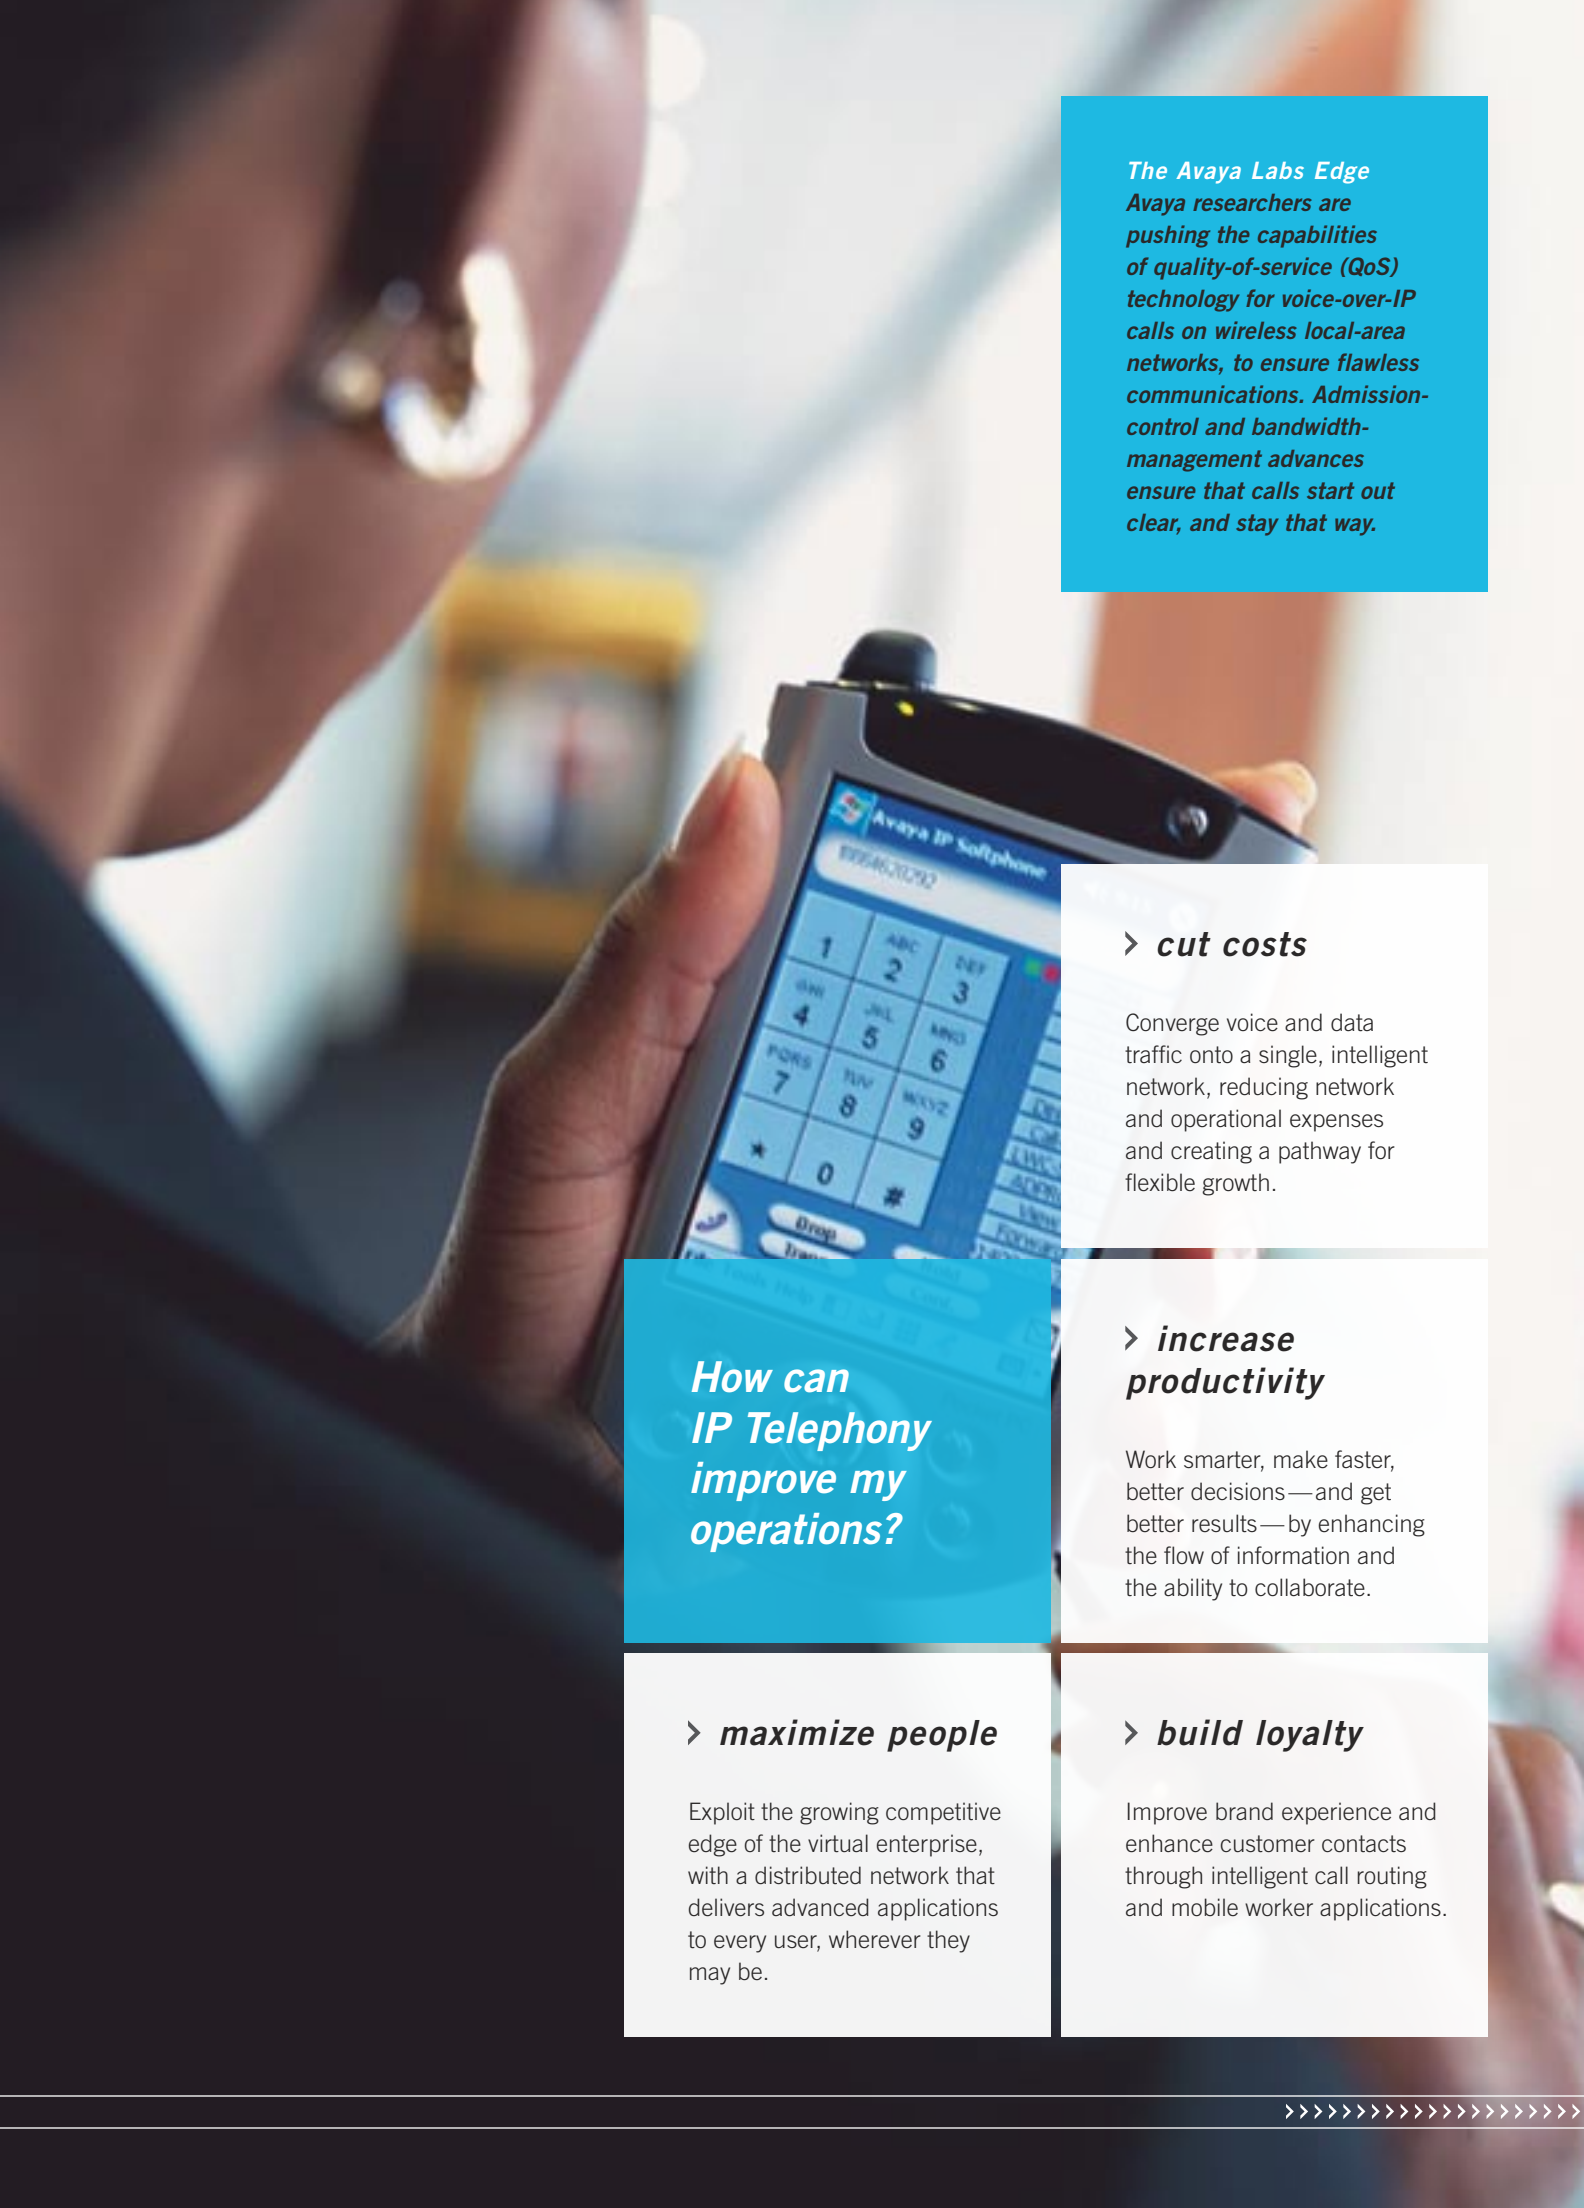 The Avaya Labs Edge
Avaya researchers are
pushing the capabilities
of quality-of-service (QoS)
technology for voice-over-IP
calls on wireless local-area
networks, to ensure flawless
communications. Admission-
control and bandwidth-
management advances
ensure that calls start out
clear, and stay that way.
Avaya IP Softphone
1
ABC
2
DEF
3
GHI
4
JKL
5
MNO
6
PQRS
7
TUV
8
WXYZ
9
*
0
#
Drop
Tools Help
› cut costs
Converge voice and data
traffic onto a single, intelligent
network, reducing network
and operational expenses
and creating a pathway for
flexible growth.
How can
IP Telephony
improve my
operations?
› increase
productivity
Work smarter, make faster,
better decisions—and get
better results—by enhancing
the flow of information and
the ability to collaborate.
› maximize people
Exploit the growing competitive
edge of the virtual enterprise,
with a distributed network that
delivers advanced applications
to every user, wherever they
may be.
› build loyalty
Improve brand experience and
enhance customer contacts
through intelligent call routing
and mobile worker applications.
›››››››››››››››››››››